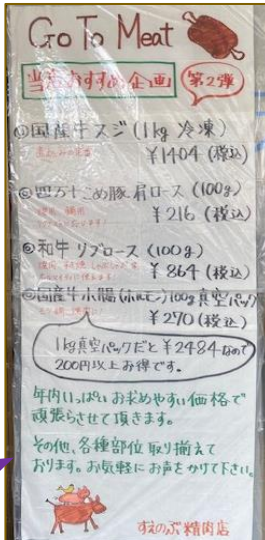 Go To Meat
当店おすすめ企画 第2弾
①国産牛スジ (1kg 冷凍)
¥1404 (税込)
②四万十こめ豚肩ロース (100g)
¥216 (税込)
③和牛リブロース (100g)
¥864 (税込)
④国産牛小腸(ホルモン)100g真空パック
¥270 (税込)
1kg真空パックだと¥2484なので
200円以上お得です。
年内いっぱいお求めやすい価格で
頑張らさせて頂きます。
その他、各種部位取り揃えて
おります。お気軽にお声をかけて下さい。
すえのぶ精肉店